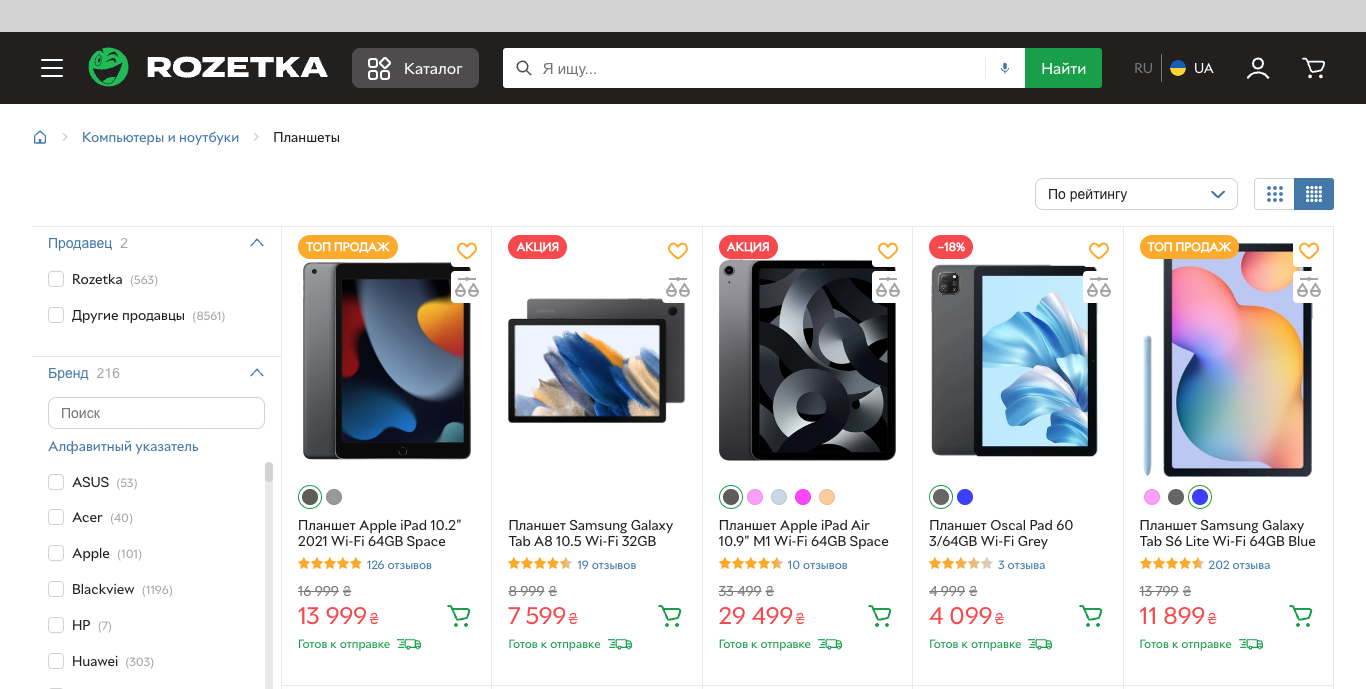 ROZETKA
Каталог
Я ищу...
Найти
RU
UA
Компьютеры и ноутбуки
Планшеты
По рейтингу
Продавец 2
Rozetka (563)
Другие продавцы (8561)
Бренд 216
Поиск
Алфавитный указатель
ASUS (53)
Acer (40)
Apple (101)
Blackview (1196)
HP (7)
Huawei (303)
ТОП ПРОДАЖ
Планшет Apple iPad 10.2"
2021 Wi-Fi 64GB Space
126 отзывов
16 999 ₴
13 999 ₴
Готов к отправке
АКЦИЯ
Планшет Samsung Galaxy
Tab A8 10.5 Wi-Fi 32GB
19 отзывов
8 999 ₴
7 599 ₴
Готов к отправке
АКЦИЯ
Планшет Apple iPad Air
10.9" M1 Wi-Fi 64GB Space
10 отзывов
33 499 ₴
29 499 ₴
Готов к отправке
-18%
Планшет Oscal Pad 60
3/64GB Wi-Fi Grey
3 отзыва
4 999 ₴
4 099 ₴
Готов к отправке
ТОП ПРОДАЖ
Планшет Samsung Galaxy
Tab S6 Lite Wi-Fi 64GB Blue
202 отзыва
13 799 ₴
11 899 ₴
Готов к отправке